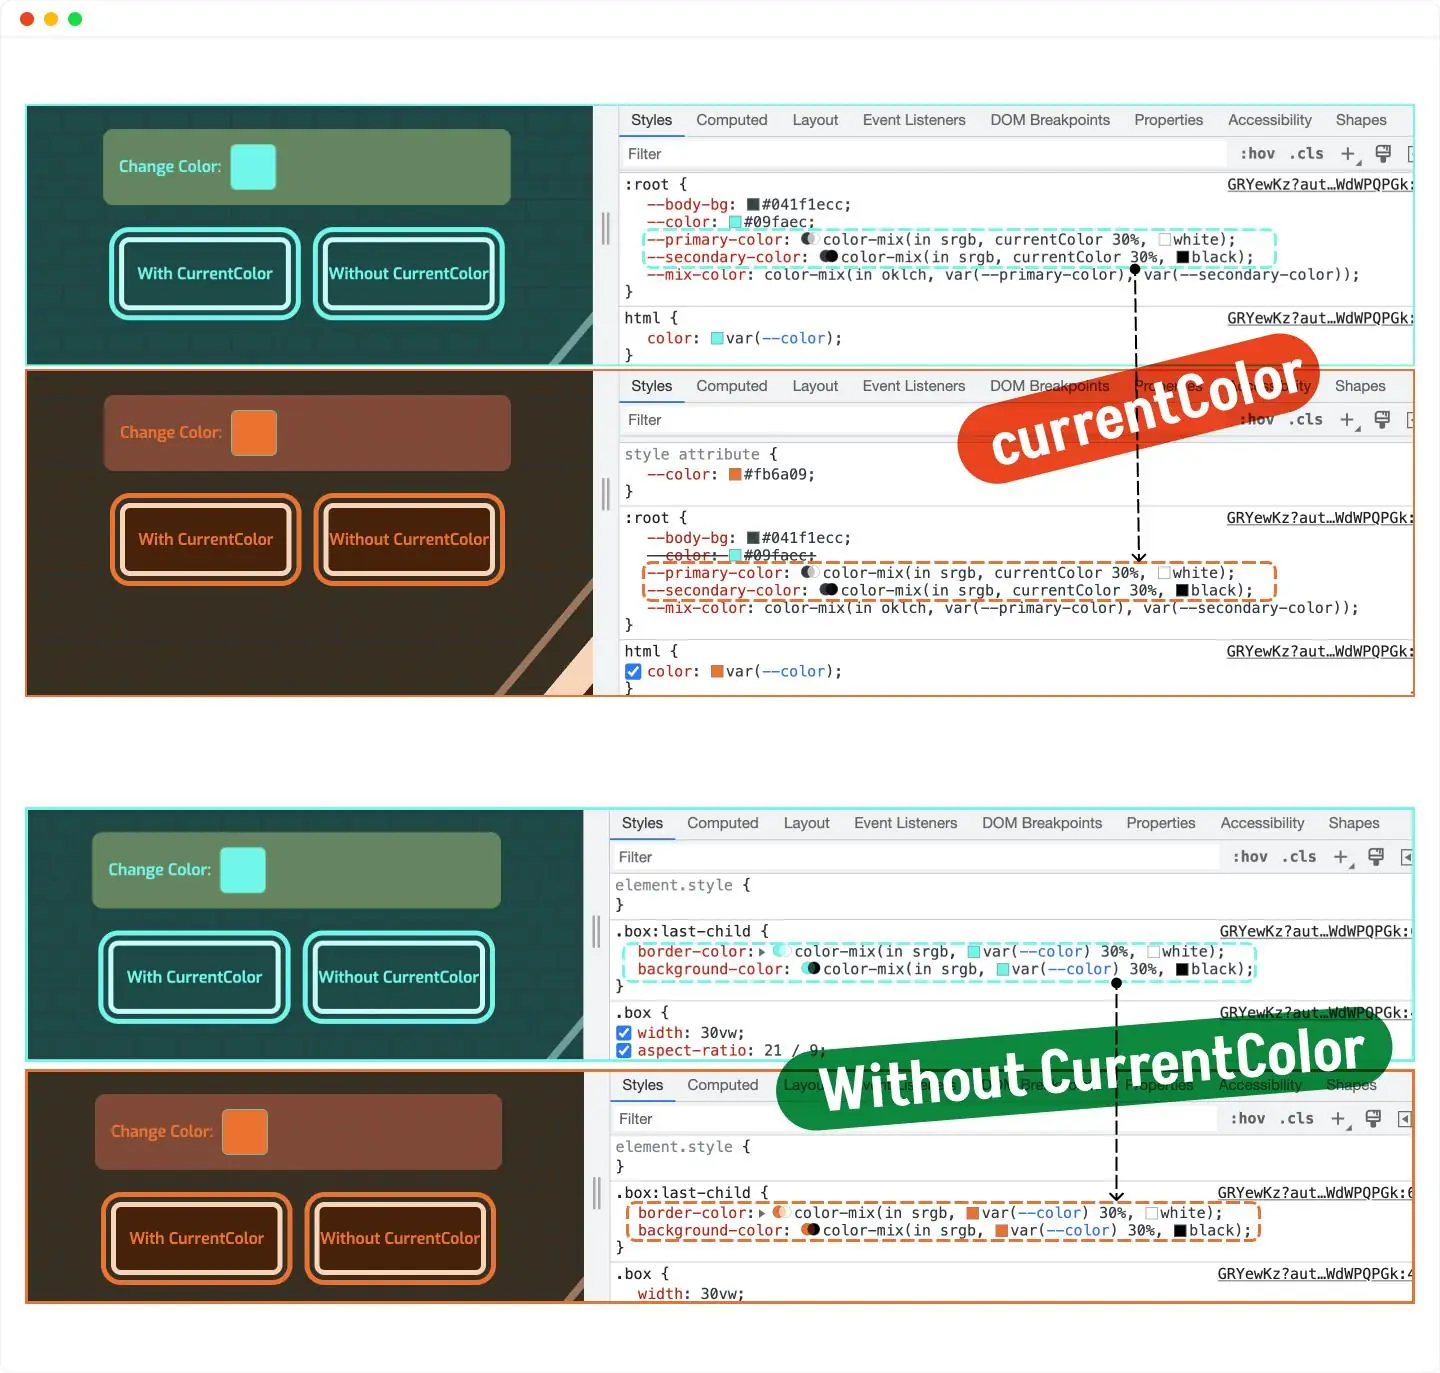 Change Color:
With CurrentColor
Without CurrentColor
Styles Computed Layout Event Listeners DOM Breakpoints Properties Accessibility Shapes
Filter :hov .cls
:root { GRYewKz?aut…WdWPQPGk:
--body-bg: #041f1ecc;
--color: #09faec;
--primary-color: color-mix(in srgb, currentColor 30%, white);
--secondary-color: color-mix(in srgb, currentColor 30%, black);
--mix-color: color-mix(in oklch, var(--primary-color), var(--secondary-color));
}
html { GRYewKz?aut…WdWPQPGk:
color: var(--color);
}
currentColor
Change Color:
With CurrentColor
Without CurrentColor
Styles Computed Layout Event Listeners DOM Breakpoints Properties Accessibility Shapes
Filter :hov .cls
style attribute {
--color: #fb6a09;
}
:root { GRYewKz?aut…WdWPQPGk:
--body-bg: #041f1ecc;
--color: #09faec;
--primary-color: color-mix(in srgb, currentColor 30%, white);
--secondary-color: color-mix(in srgb, currentColor 30%, black);
--mix-color: color-mix(in oklch, var(--primary-color), var(--secondary-color));
}
html { GRYewKz?aut…WdWPQPGk:
color: var(--color);
}
Change Color:
With CurrentColor
Without CurrentColor
Styles Computed Layout Event Listeners DOM Breakpoints Properties Accessibility Shapes
Filter :hov .cls
element.style {
}
.box:last-child { GRYewKz?aut…WdWPQPGk:
border-color: color-mix(in srgb, var(--color) 30%, white);
background-color: color-mix(in srgb, var(--color) 30%, black);
}
.box { GRYewKz?aut…WdWPQPGk:4
width: 30vw;
aspect-ratio: 21 / 9;
Without CurrentColor
Change Color:
With CurrentColor
Without CurrentColor
Styles Computed Layout Event Listeners DOM Breakpoints Properties Accessibility Shapes
Filter :hov .cls
element.style {
}
.box:last-child { GRYewKz?aut…WdWPQPGk:6
border-color: color-mix(in srgb, var(--color) 30%, white);
background-color: color-mix(in srgb, var(--color) 30%, black);
}
.box { GRYewKz?aut…WdWPQPGk:4
width: 30vw;